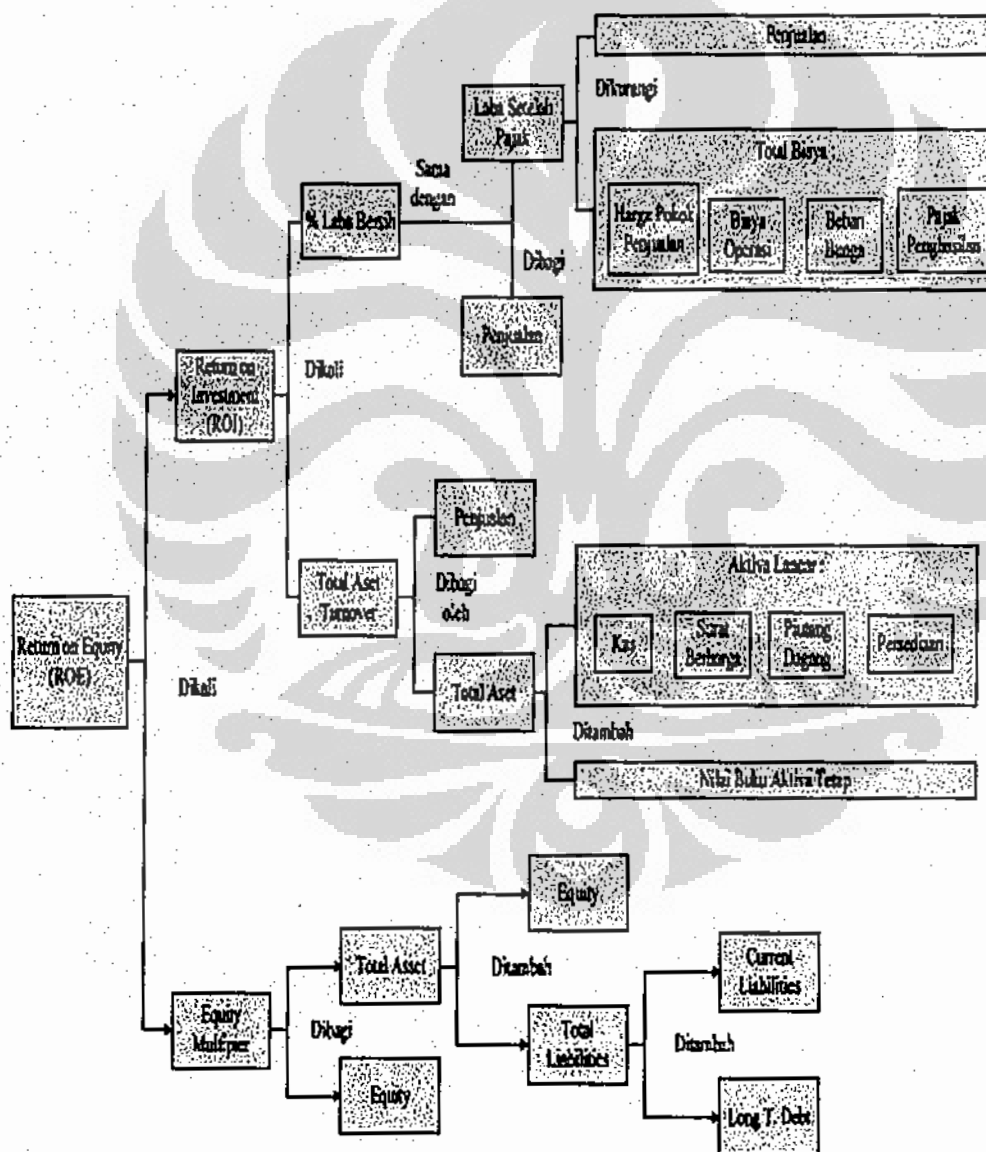 Penjualan
Dikurangi
Laba Setelah
Pajak
Total Biaya :
Harga Pokok
Penjualan
Biaya
Operasi
Beban
Bunga
Pajak
Penghasilan
Sama
dengan
% Laba Bersih
Dibagi
Penjualan
Return on
Investment
(ROI)
Dikali
Penjualan
Total Aset
Turnover
Dibagi
oleh
Aktiva Lancar :
Kas
Surat
Berharga
Piutang
Dagang
Persediaan
Return on Equity
(ROE)
Dikali
Total Aset
Ditambah
Nilai Buku Aktiva Tetap
Equity
Total Asset
Ditambah
Current
Liabilities
Equity
Multiplier
Dibagi
Total
Liabilities
Ditambah
Equity
Long T. Debt